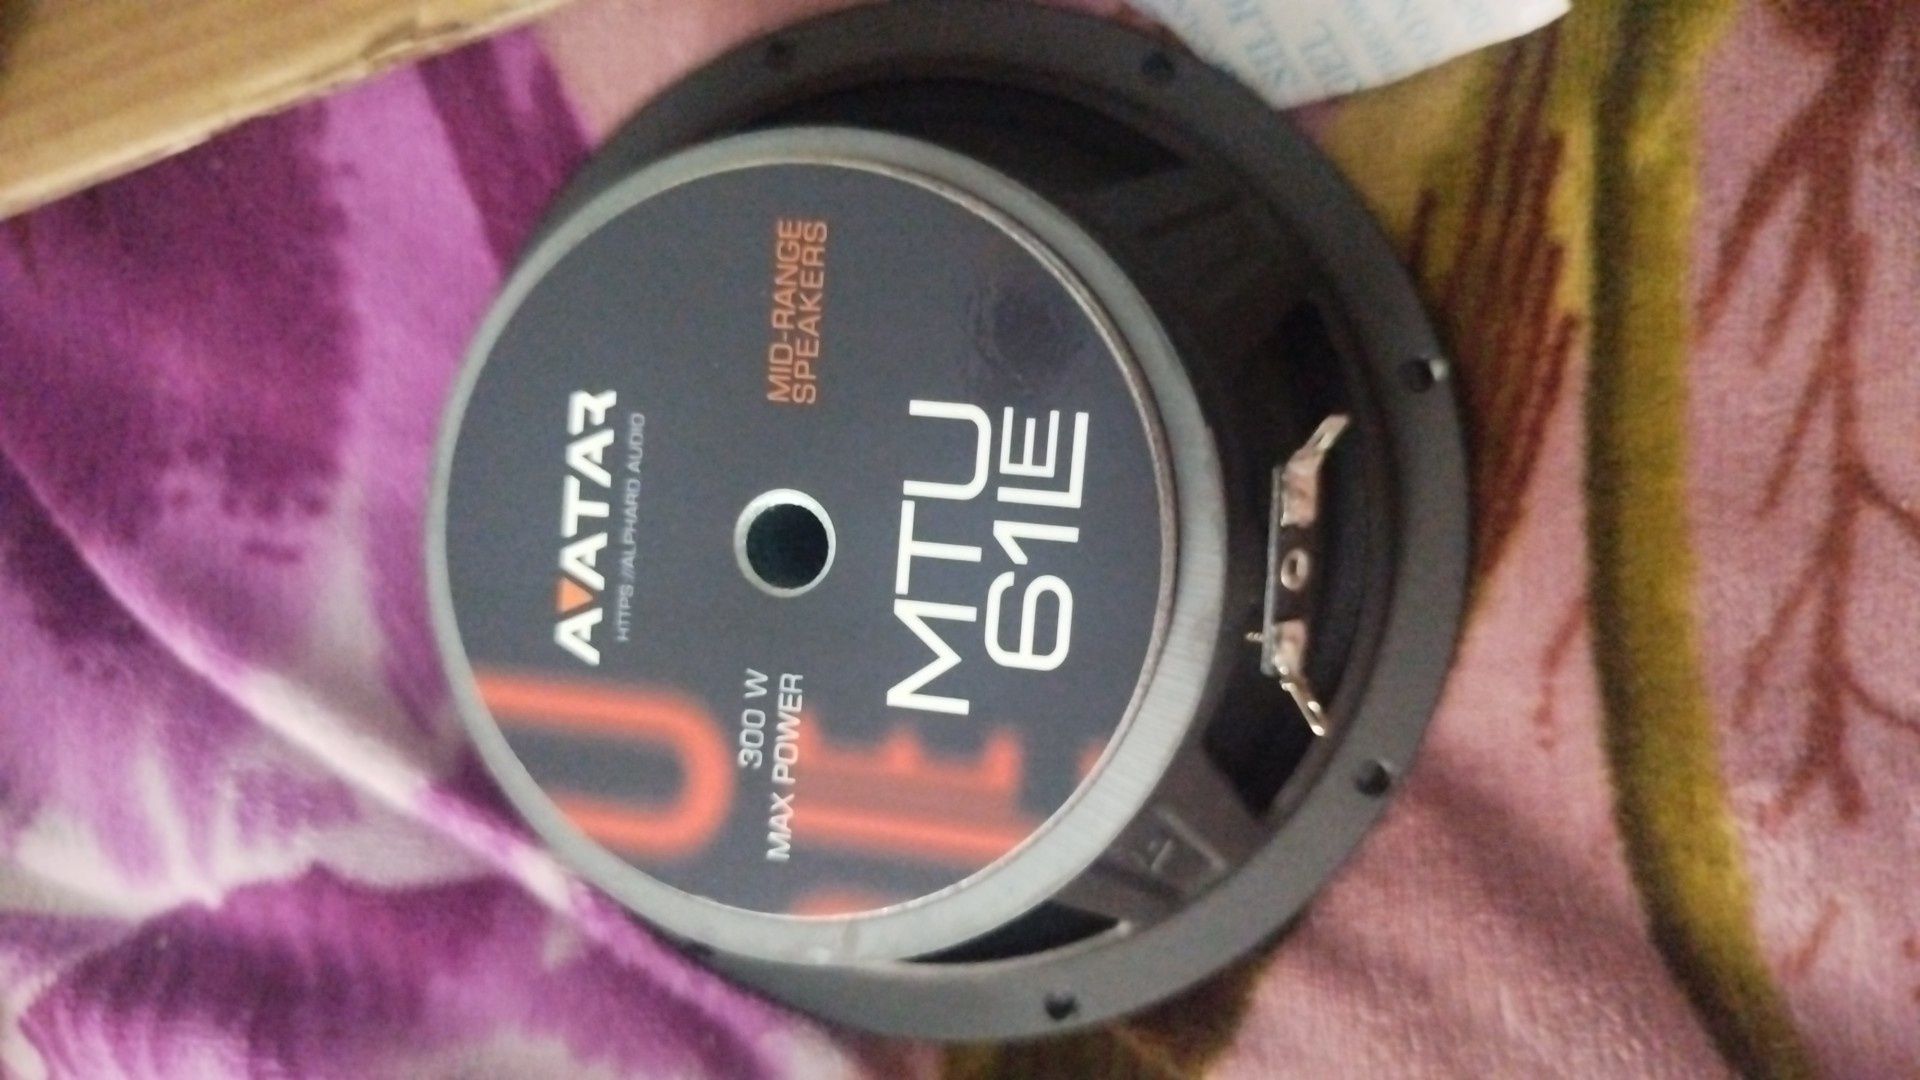 AVATAR
HTTPS://ALPHARD AUDIO
300 W
MAX POWER
MID-RANGE
SPEAKERS
MTU
61LE